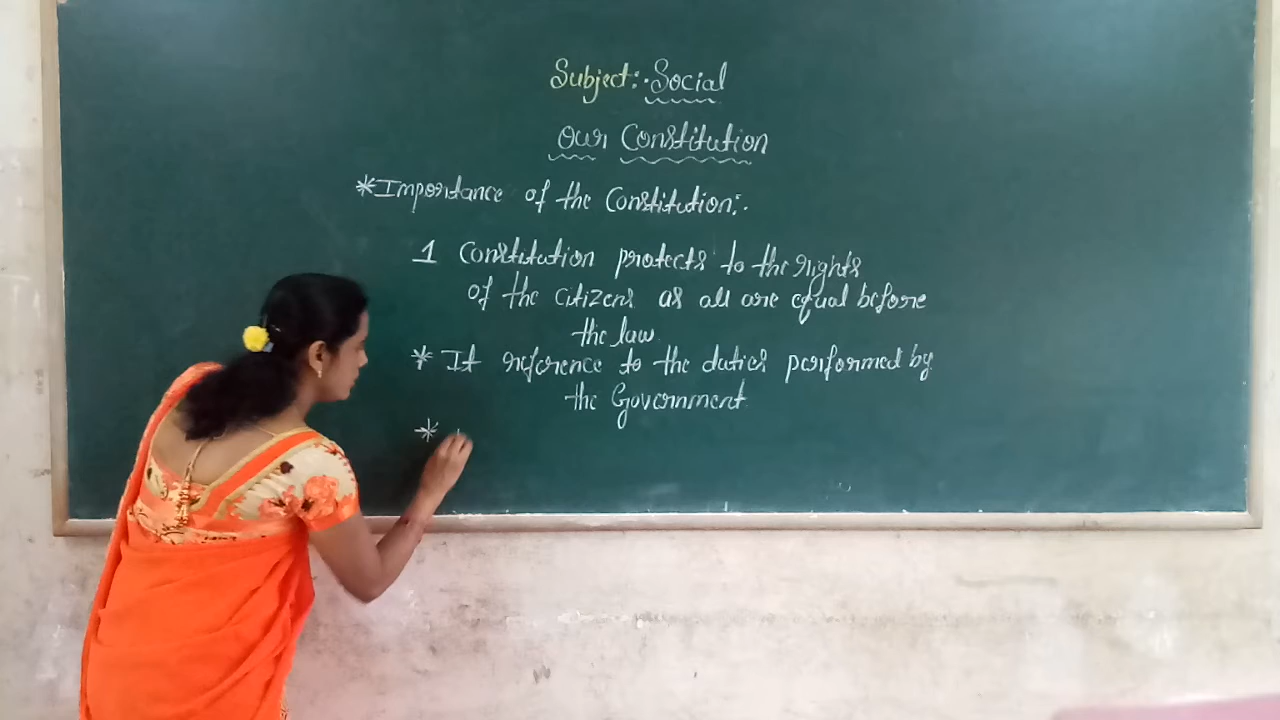 Subject:. Social
Our Constitution
*Importance of the Constitution:.
1 Constitution protects to the rights
of the citizens as all are equal before
the law
* It reference to the duties performed by
the Government
*